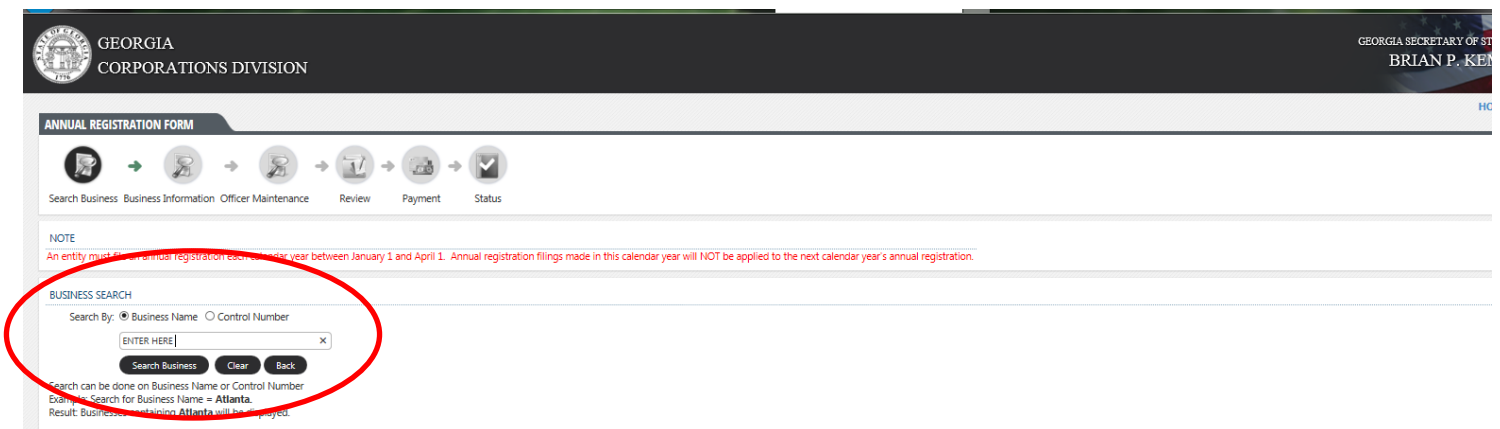 GEORGIA
CORPORATIONS DIVISION
GEORGIA SECRETARY OF ST
BRIAN P. KEM
HO
ANNUAL REGISTRATION FORM
Search Business Business Information Officer Maintenance Review Payment Status
NOTE
An entity must file an annual registration each calendar year between January 1 and April 1. Annual registration filings made in this calendar year will NOT be applied to the next calendar year's annual registration.
BUSINESS SEARCH
Search By: Business Name Control Number
ENTER HERE ×
Search Business Clear Back
Search can be done on Business Name or Control Number
Example: Search for Business Name = Atlanta.
Result: Businesses containing Atlanta will be displayed.